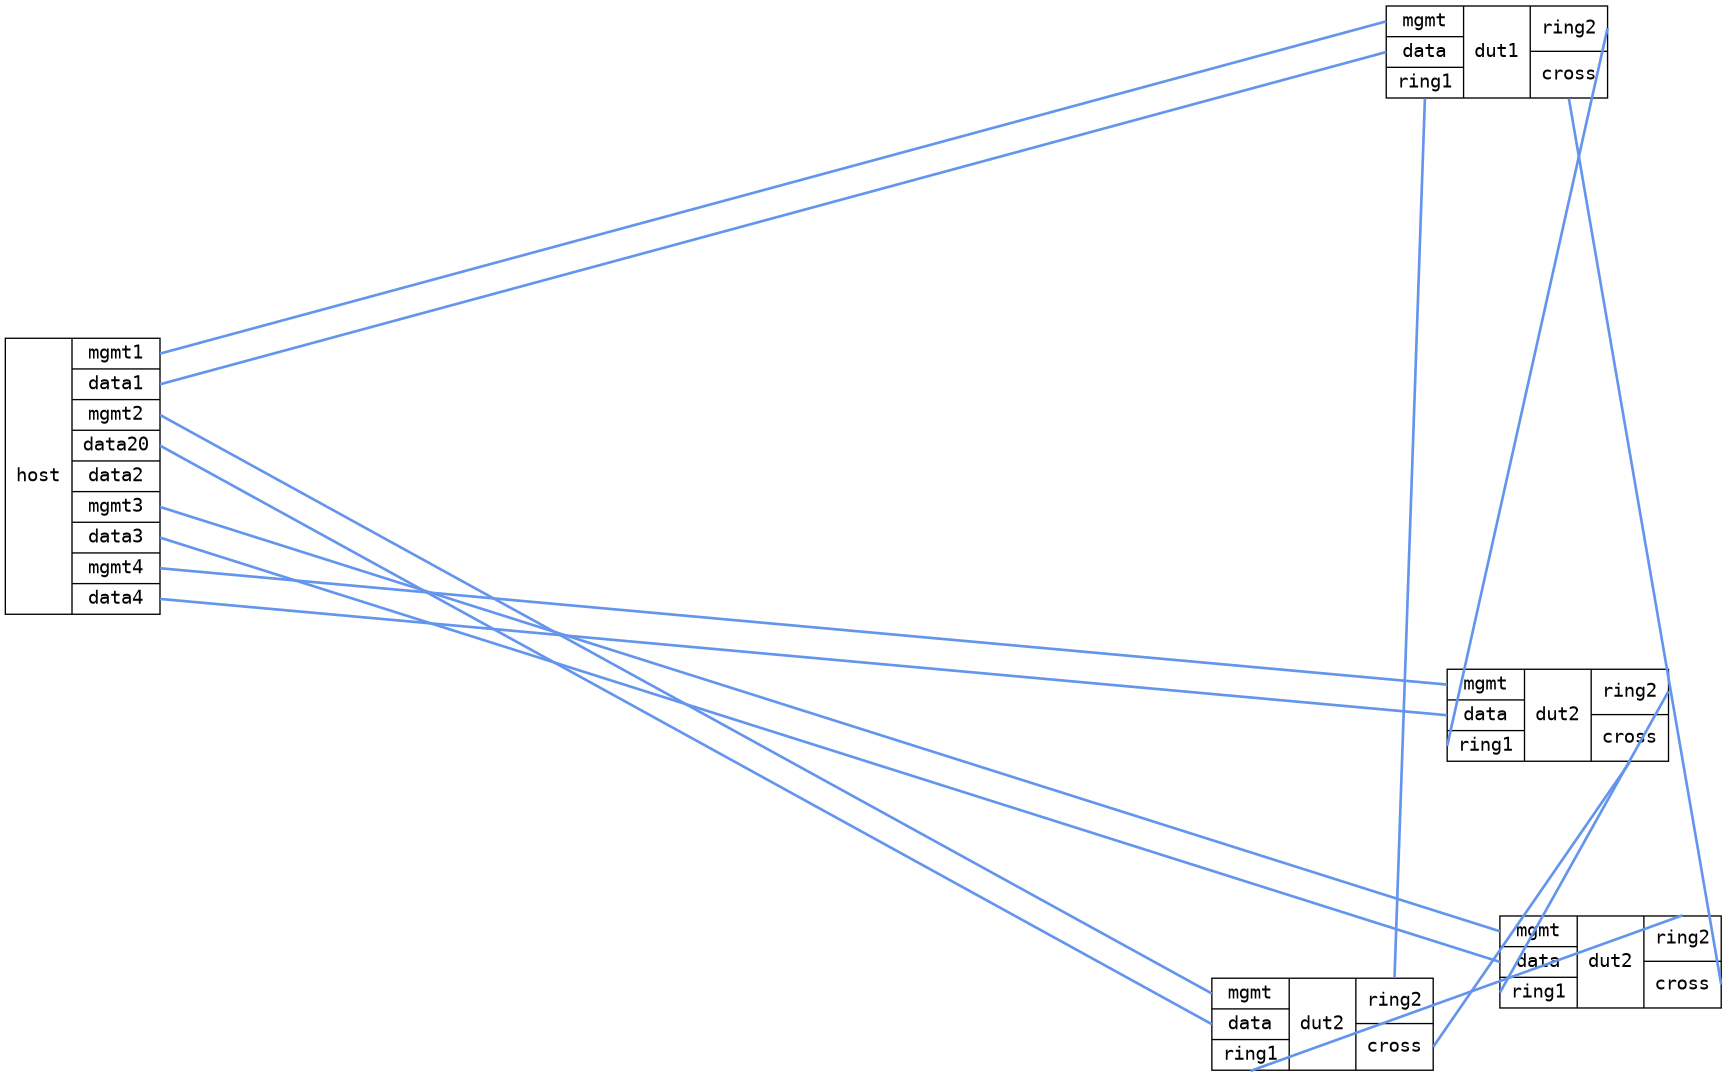 mgmt
data
ring1
dut1
ring2
cross
host
mgmt1
data1
mgmt2
data20
data2
mgmt3
data3
mgmt4
data4
mgmt
data
ring1
dut2
ring2
cross
mgmt
data
ring1
dut2
ring2
cross
mgmt
data
ring1
dut2
ring2
cross